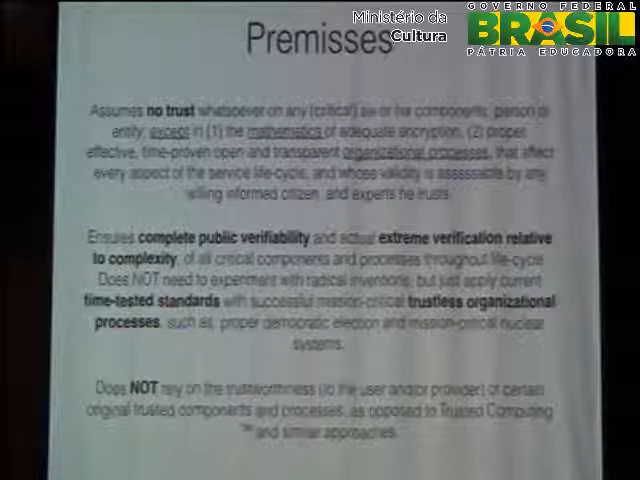 Ministério da
Cultura
GOVERNO FEDERAL
BRASIL
PÁTRIA EDUCADORA
Premisses
Assumes no trust whatsoever on any (critical) sw or hw components, person or
entity, except in (1) the mathematics of adequate encryption, (2) proper
effective, time-proven open and transparent organizational processes, that affect
every aspect of the service life-cycle, and whose validity is assessable by any
willing informed citizen, and experts he trusts.
Ensures complete public verifiability and actual extreme verification relative
to complexity, of all critical components and processes throughout life-cycle
Does NOT need to experiment with radical inventions, but just apply current
time-tested standards with successful mission-critical trustless organizational
processes, such as, proper democratic election and mission-critical nuclear
systems.
Does NOT rely on the trustworthiness (to the user and/or provider) of certain
original trusted components and processes, as opposed to Trusted Computing
™ and similar approaches.